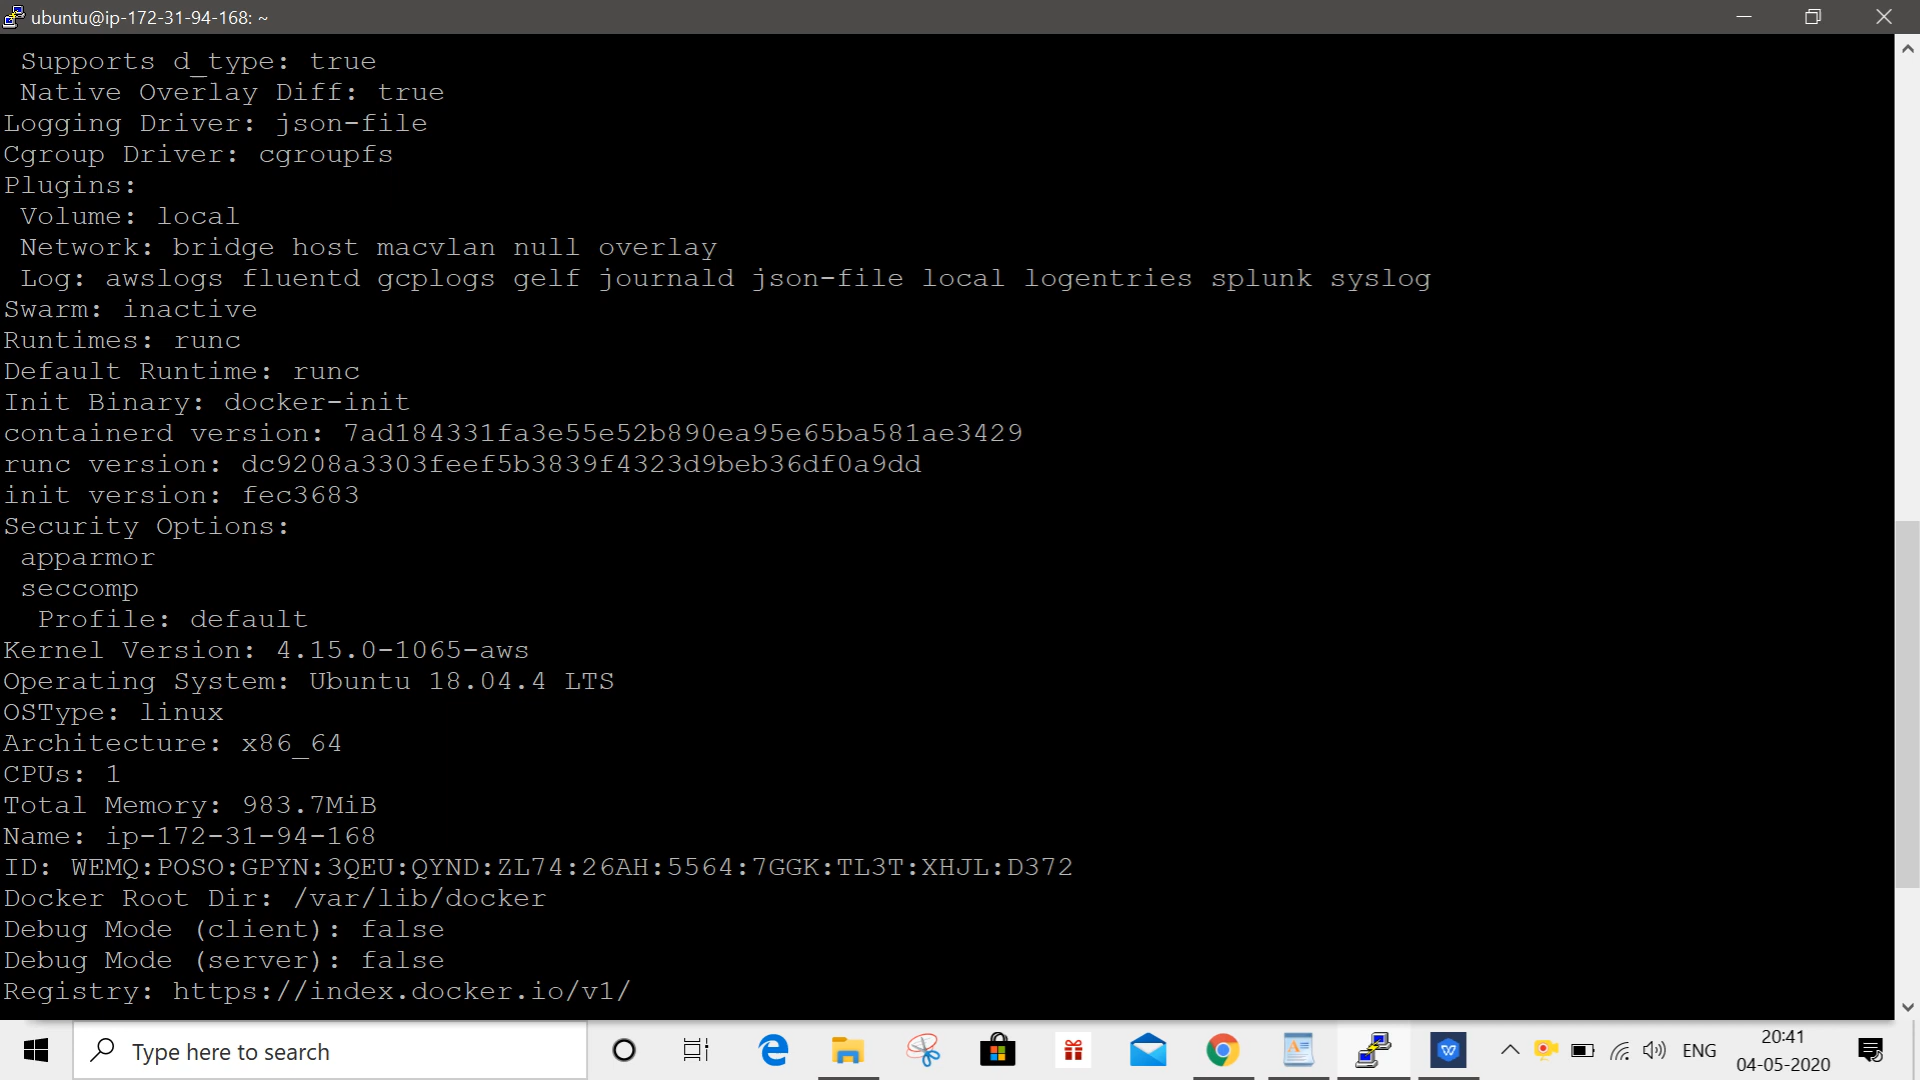 ubuntu@ip-172-31-94-168: ~
Supports d_type: true
Native Overlay Diff: true
Logging Driver: json-file
Cgroup Driver: cgroupfs
Plugins:
Volume: local
Network: bridge host macvlan null overlay
Log: awslogs fluentd gcplogs gelf journald json-file local logentries splunk syslog
Swarm: inactive
Runtimes: runc
Default Runtime: runc
Init Binary: docker-init
containerd version: 7ad184331fa3e55e52b890ea95e65ba581ae3429
runc version: dc9208a3303feef5b3839f4323d9beb36df0a9dd
init version: fec3683
Security Options:
apparmor
seccomp
Profile: default
Kernel Version: 4.15.0-1065-aws
Operating System: Ubuntu 18.04.4 LTS
OSType: linux
Architecture: x86_64
CPUs: 1
Total Memory: 983.7MiB
Name: ip-172-31-94-168
ID: WEMQ:POSO:GPYN:3QEU:QYND:ZL74:26AH:5564:7GGK:TL3T:XHJL:D372
Docker Root Dir: /var/lib/docker
Debug Mode (client): false
Debug Mode (server): false
Registry: https://index.docker.io/v1/
Type here to search
ENG
20:41
04-05-2020